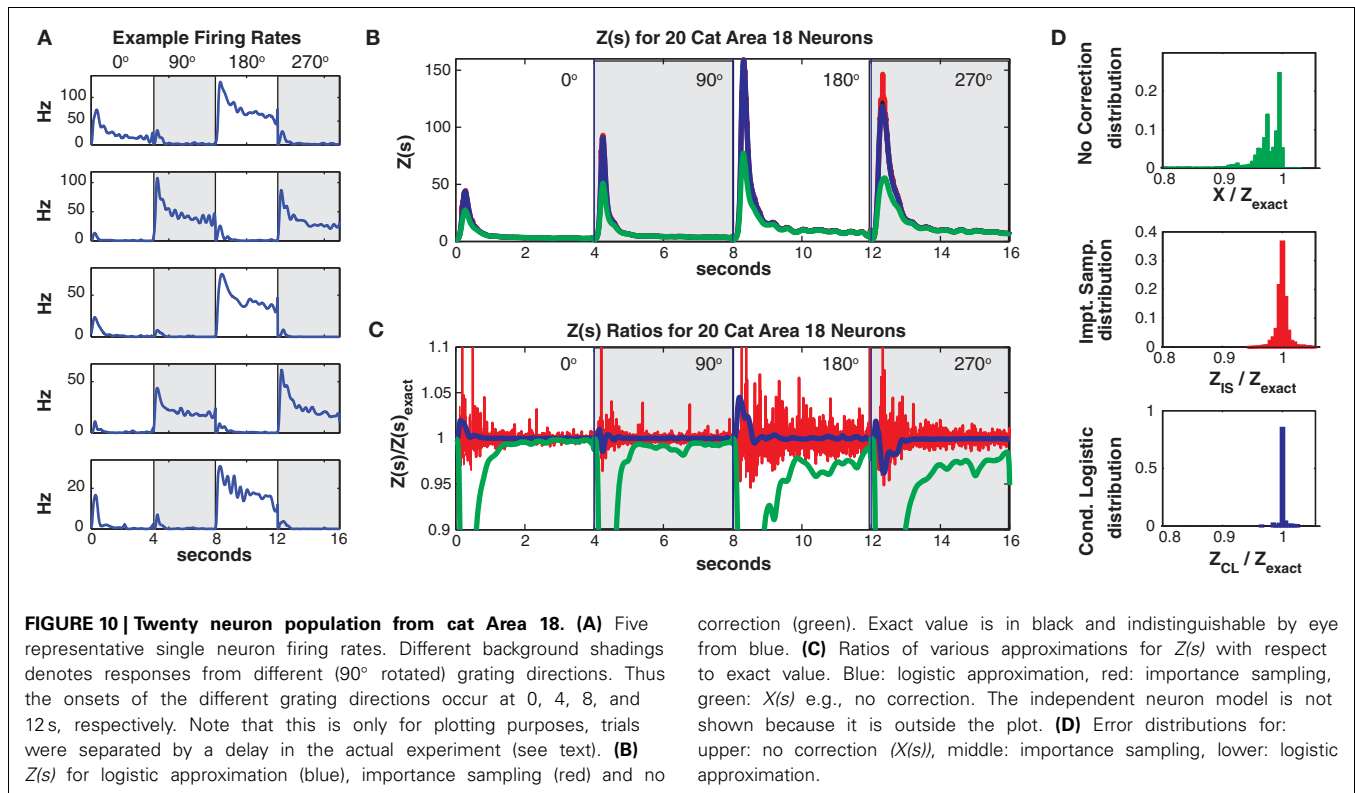 A
Example Firing Rates
0° 90° 180° 270°
Hz
100
50
0
Hz
100
50
0
Hz
50
0
Hz
50
0
Hz
20
0
0 4 8 12 16
seconds
B
Z(s) for 20 Cat Area 18 Neurons
0° 90° 180° 270°
Z(s)
150
100
50
0
0 2 4 6 8 10 12 14 16
seconds
C
Z(s) Ratios for 20 Cat Area 18 Neurons
0° 90° 180° 270°
Z(s)/Z(s)exact
1.1
1.05
1
0.95
0.9
0 2 4 6 8 10 12 14 16
seconds
D
No Correction
distribution
0.2
0.1
0
0.8 0.9 1
X / Zexact
Impt. Samp.
distribution
0.4
0.3
0.2
0.1
0
0.8 0.9 1
ZIS / Zexact
Cond. Logistic
distribution
1
0.5
0
0.8 0.9 1
ZCL / Zexact
FIGURE 10 | Twenty neuron population from cat Area 18. (A) Five
representative single neuron firing rates. Different background shadings
denotes responses from different (90° rotated) grating directions. Thus
the onsets of the different grating directions occur at 0, 4, 8, and
12 s, respectively. Note that this is only for plotting purposes, trials
were separated by a delay in the actual experiment (see text). (B)
Z(s) for logistic approximation (blue), importance sampling (red) and no
correction (green). Exact value is in black and indistinguishable by eye
from blue. (C) Ratios of various approximations for Z(s) with respect
to exact value. Blue: logistic approximation, red: importance sampling,
green: X(s) e.g., no correction. The independent neuron model is not
shown because it is outside the plot. (D) Error distributions for:
upper: no correction (X(s)), middle: importance sampling, lower: logistic
approximation.